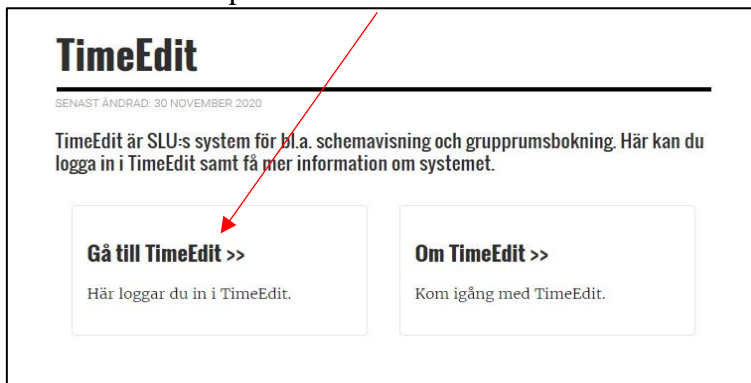 TimeEdit
SENAST ÄNDRAD: 30 NOVEMBER 2020
TimeEdit är SLU:s system för bl.a. schemavisning och grupprumsbokning. Här kan du
logga in i TimeEdit samt få mer information om systemet.
Gå till TimeEdit >>
Här loggar du in i TimeEdit.
Om TimeEdit >>
Kom igång med TimeEdit.